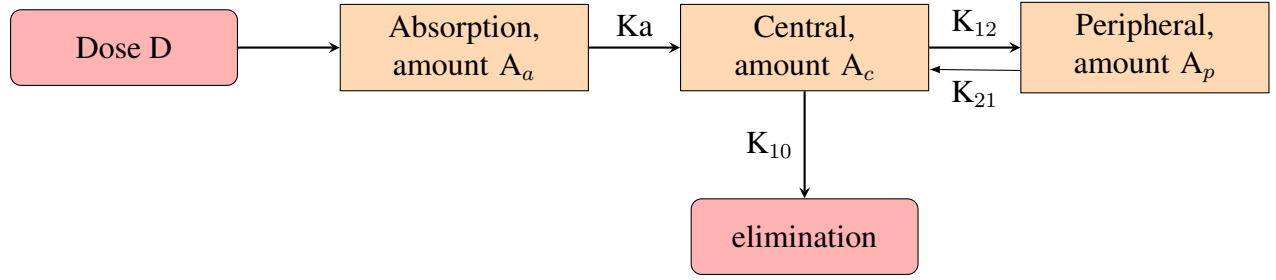 Dose D
Absorption,
amount A_a
Ka
Central,
amount A_c
K_12
K_21
Peripheral,
amount A_p
K_10
elimination